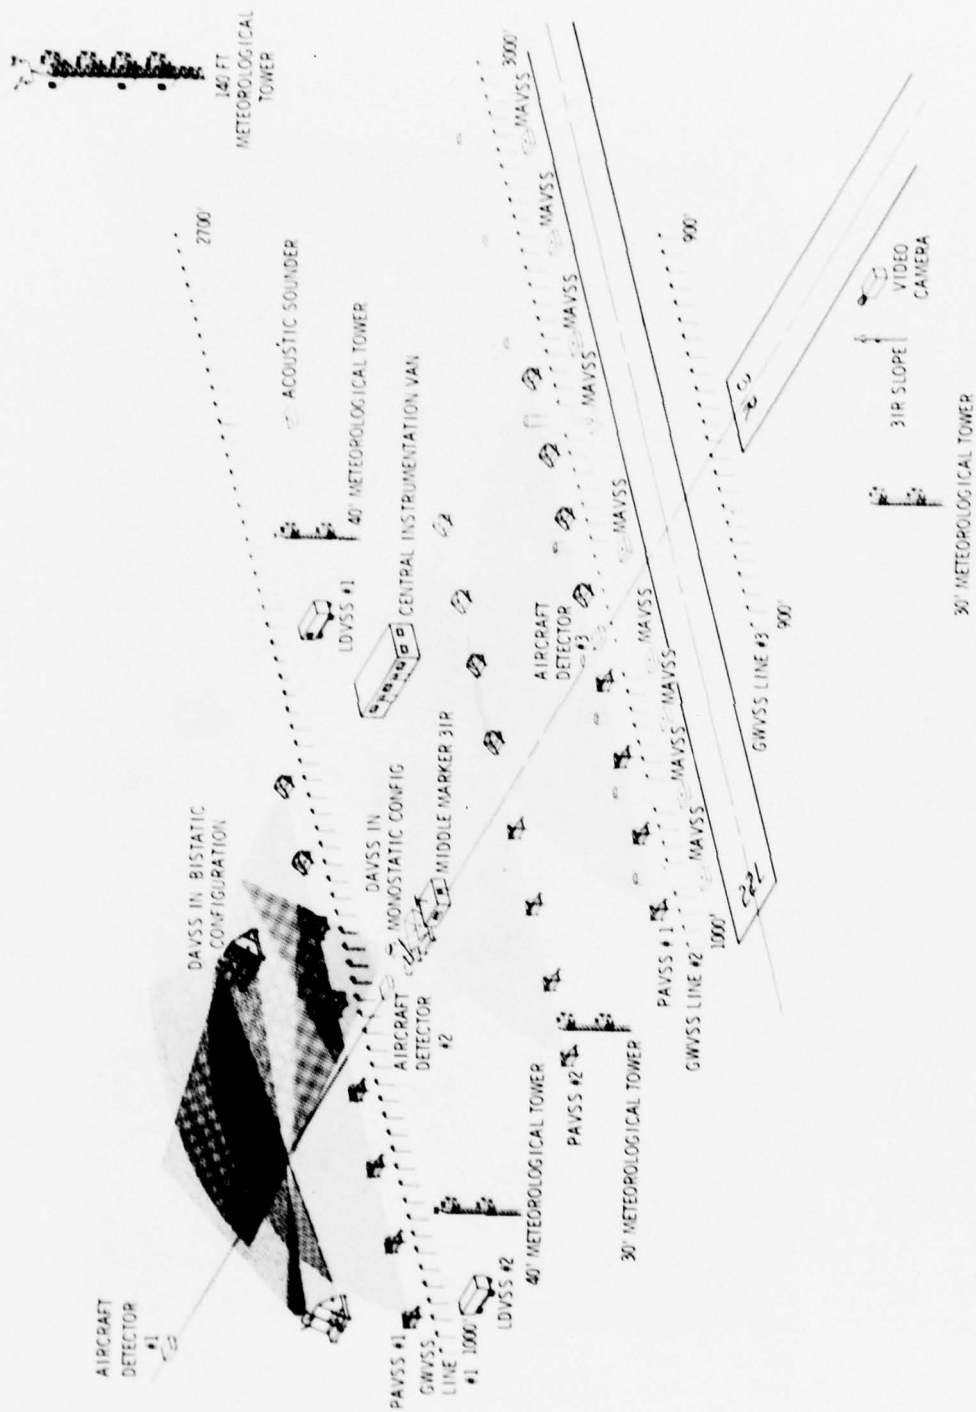 140 FT
METEOROLOGICAL
TOWER
2700'
ACOUSTIC SOUNDER
40' METEOROLOGICAL TOWER
LDVSS #1
CENTRAL INSTRUMENTATION VAN
DAVSS IN BISTATIC
CONFIGURATION
DAVSS IN
MONOSTATIC CONFIG
MIDDLE MARKER 31R
AIRCRAFT
DETECTOR
#1
AIRCRAFT
DETECTOR
#2
AIRCRAFT
DETECTOR
#3
3000'
MAVSS
MAVSS
MAVSS
MAVSS
MAVSS
MAVSS
MAVSS
MAVSS
MAVSS
900'
PAVSS #1
GWVSS
LINE
#1
1000'
LDVSS #2
40' METEOROLOGICAL TOWER
PAVSS #2
30' METEOROLOGICAL TOWER
PAVSS #1
GWVSS LINE #2
1000'
22L
GWVSS LINE #3
900'
31R SLOPE
VIDEO
CAMERA
30' METEOROLOGICAL TOWER